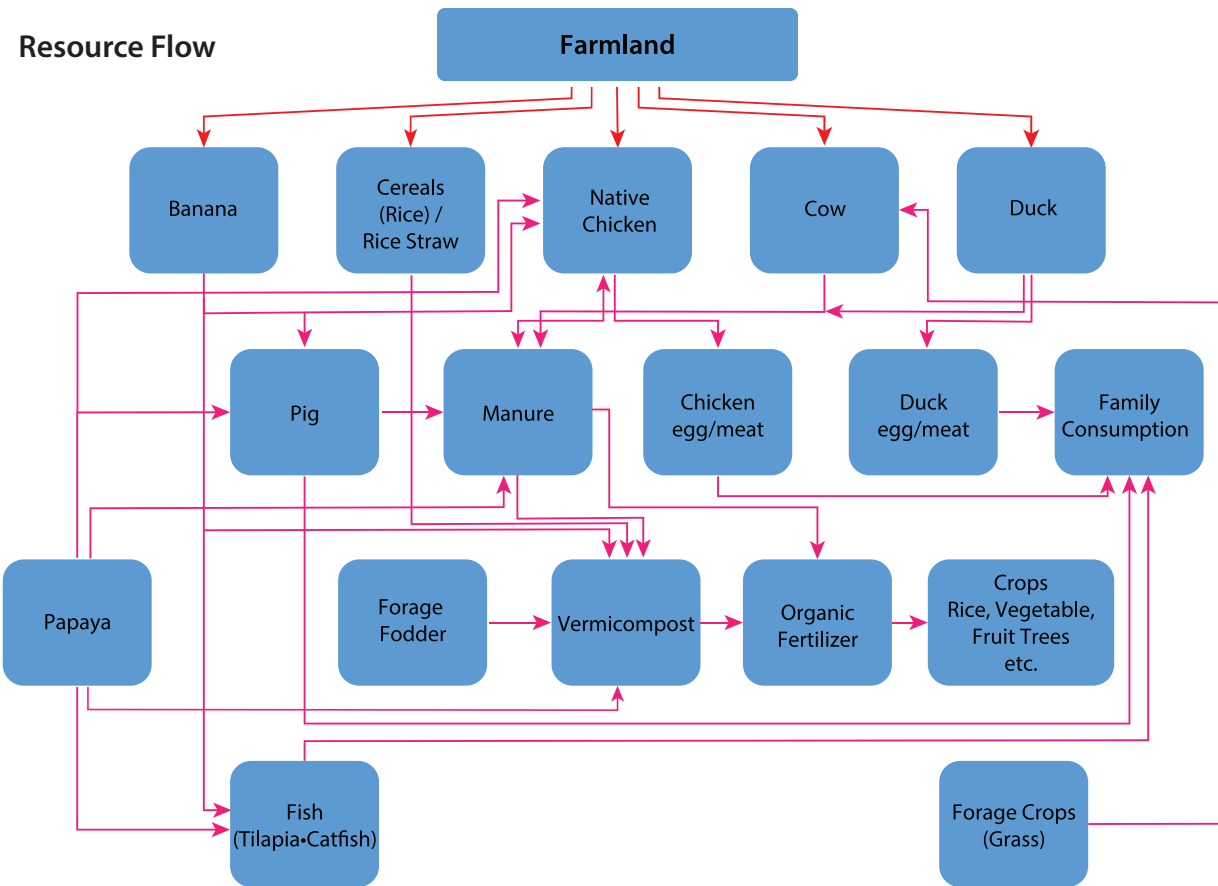 Resource Flow
Farmland
Banana
Cereals
(Rice) /
Rice Straw
Native
Chicken
Cow
Duck
Pig
Manure
Chicken
egg/meat
Duck
egg/meat
Family
Consumption
Papaya
Forage
Fodder
Vermicompost
Organic
Fertilizer
Crops
Rice, Vegetable,
Fruit Trees
etc.
Fish
(Tilapia•Catfish)
Forage Crops
(Grass)